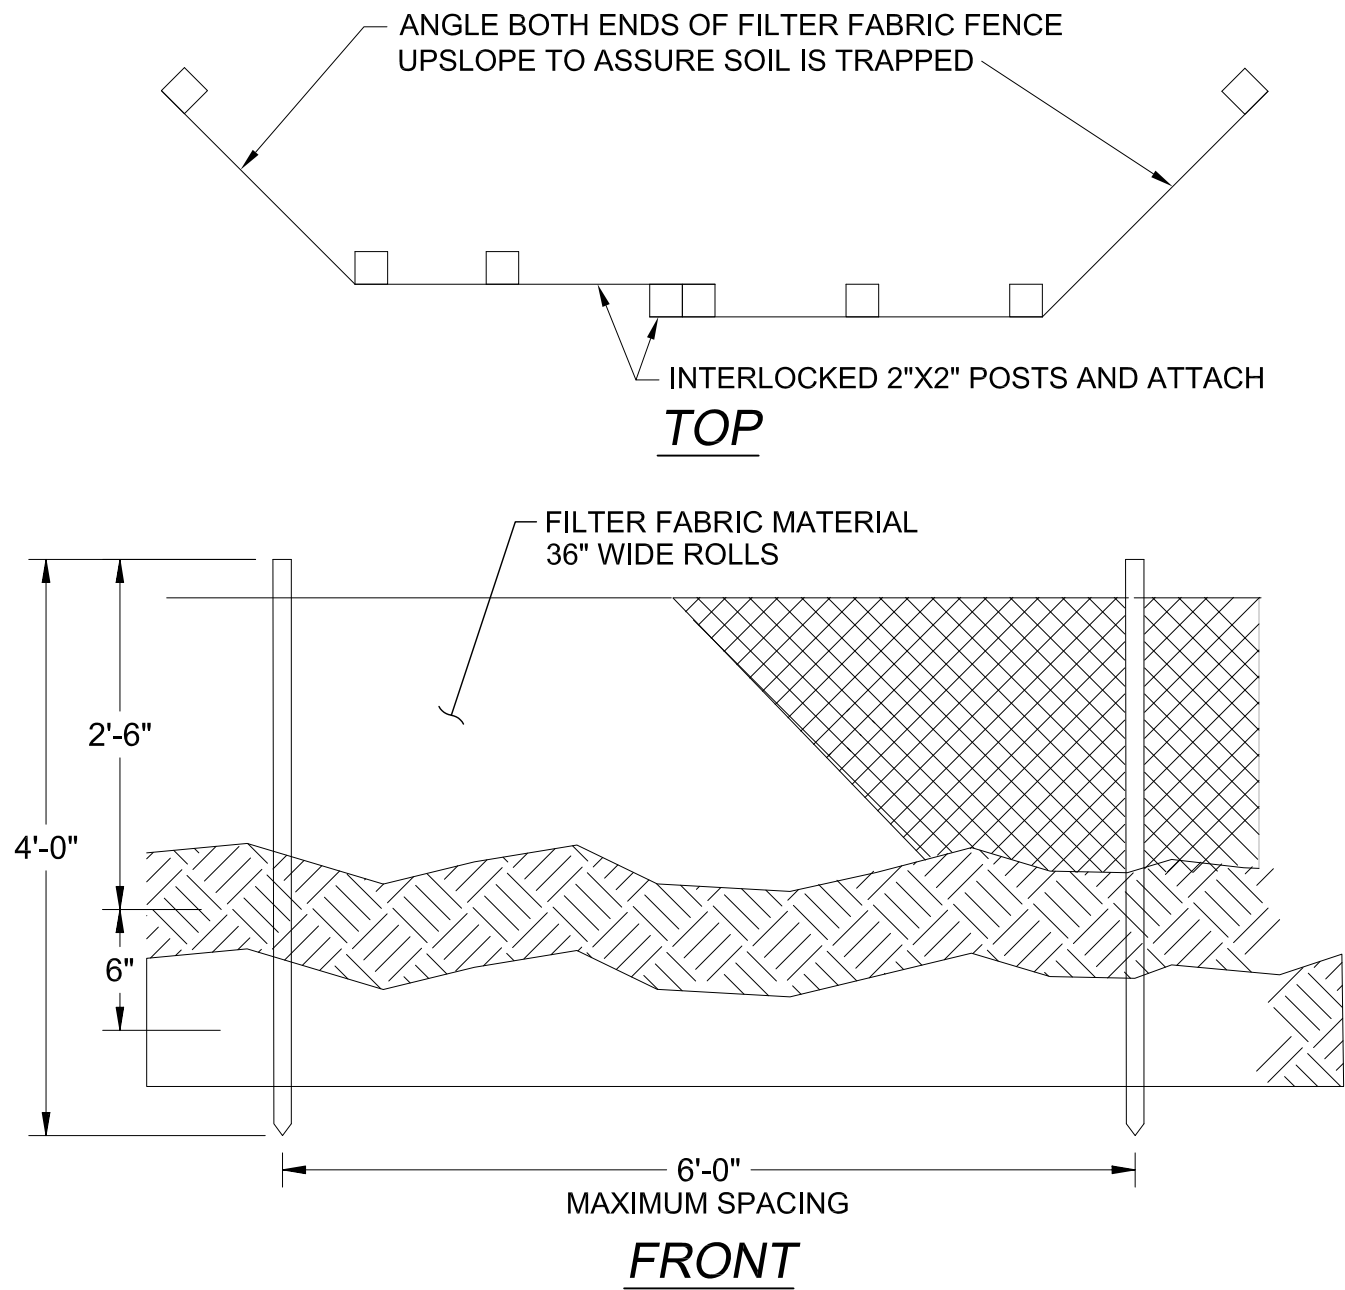 ANGLE BOTH ENDS OF FILTER FABRIC FENCE
UPSLOPE TO ASSURE SOIL IS TRAPPED
INTERLOCKED 2"X2" POSTS AND ATTACH
TOP
FILTER FABRIC MATERIAL
36" WIDE ROLLS
2'-6"
4'-0"
6"
6'-0"
MAXIMUM SPACING
FRONT